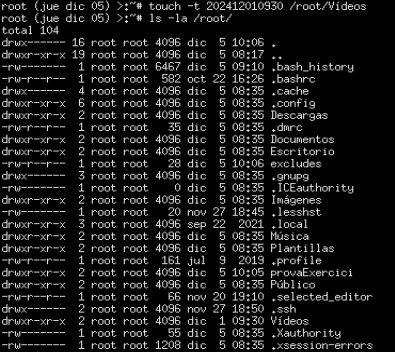 root (jue dic 05) >:~# touch -t 202412010930 /root/Vídeos
root (jue dic 05) >:~# ls -la /root/
total 104
drwx------ 16 root root 4096 dic  5 10:06 .
drwxr-xr-x 19 root root 4096 dic  5 08:17 ..
-rw-------  1 root root 6467 dic  5 09:10 .bash_history
-rw-r--r--  1 root root  582 oct 22 16:26 .bashrc
drwx------  4 root root 4096 dic  5 08:35 .cache
drwxr-xr-x  6 root root 4096 dic  5 08:35 .config
drwxr-xr-x  2 root root 4096 dic  5 08:35 Descargas
-rw-r--r--  1 root root   35 dic  5 08:35 .dmrc
drwxr-xr-x  2 root root 4096 dic  5 08:35 Documentos
drwxr-xr-x  2 root root 4096 dic  5 08:35 Escritorio
-rw-r--r--  1 root root   28 dic  5 10:06 excludes
drwx------  3 root root 4096 dic  5 08:35 .gnupg
-rw-------  1 root root    0 dic  5 08:35 .ICEauthority
drwxr-xr-x  2 root root 4096 dic  5 08:35 Imágenes
-rw-------  1 root root   20 nov 27 18:45 .lesshst
drwxr-xr-x  3 root root 4096 sep 22  2021 .local
drwxr-xr-x  2 root root 4096 dic  5 08:35 Música
drwxr-xr-x  2 root root 4096 dic  5 08:35 Plantillas
-rw-r--r--  1 root root  161 jul  9  2019 .profile
drwxr-xr-x  2 root root 4096 dic  5 10:05 provaExercici
drwxr-xr-x  2 root root 4096 dic  5 08:35 Público
-rw-r--r--  1 root root   66 nov 20 19:10 .selected_editor
drwx------  2 root root 4096 nov 27 18:50 .ssh
drwxr-xr-x  2 root root 4096 dic  1 09:30 Vídeos
-rw-------  1 root root   55 dic  5 08:35 .Xauthority
-rw-------  1 root root 1208 dic  5 08:35 .xsession-errors